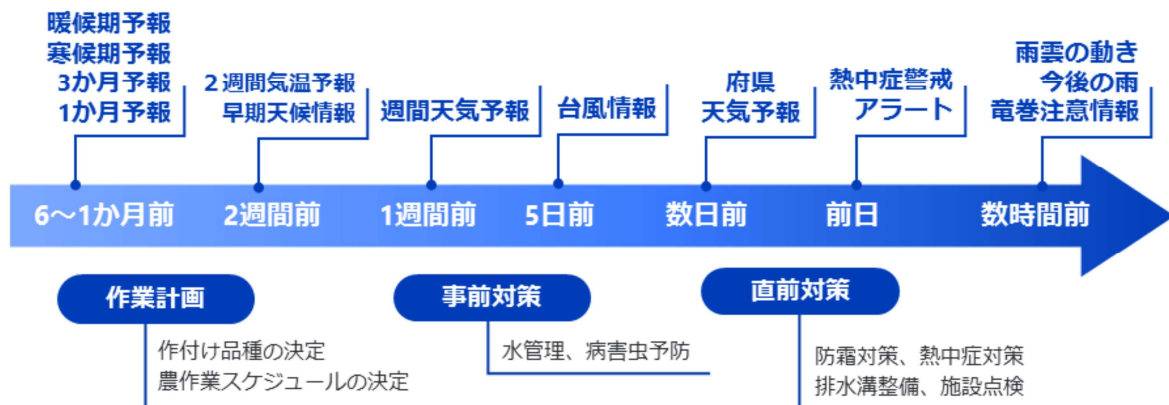 暖候期予報
寒候期予報
3か月予報
1か月予報
２週間気温予報
早期天候情報
週間天気予報
台風情報
府県
天気予報
熱中症警戒
アラート
雨雲の動き
今後の雨
竜巻注意情報
6～1か月前
2週間前
1週間前
5日前
数日前
前日
数時間前
作業計画
作付け品種の決定
農作業スケジュールの決定
事前対策
水管理、病害虫予防
直前対策
防霜対策、熱中症対策
排水溝整備、施設点検